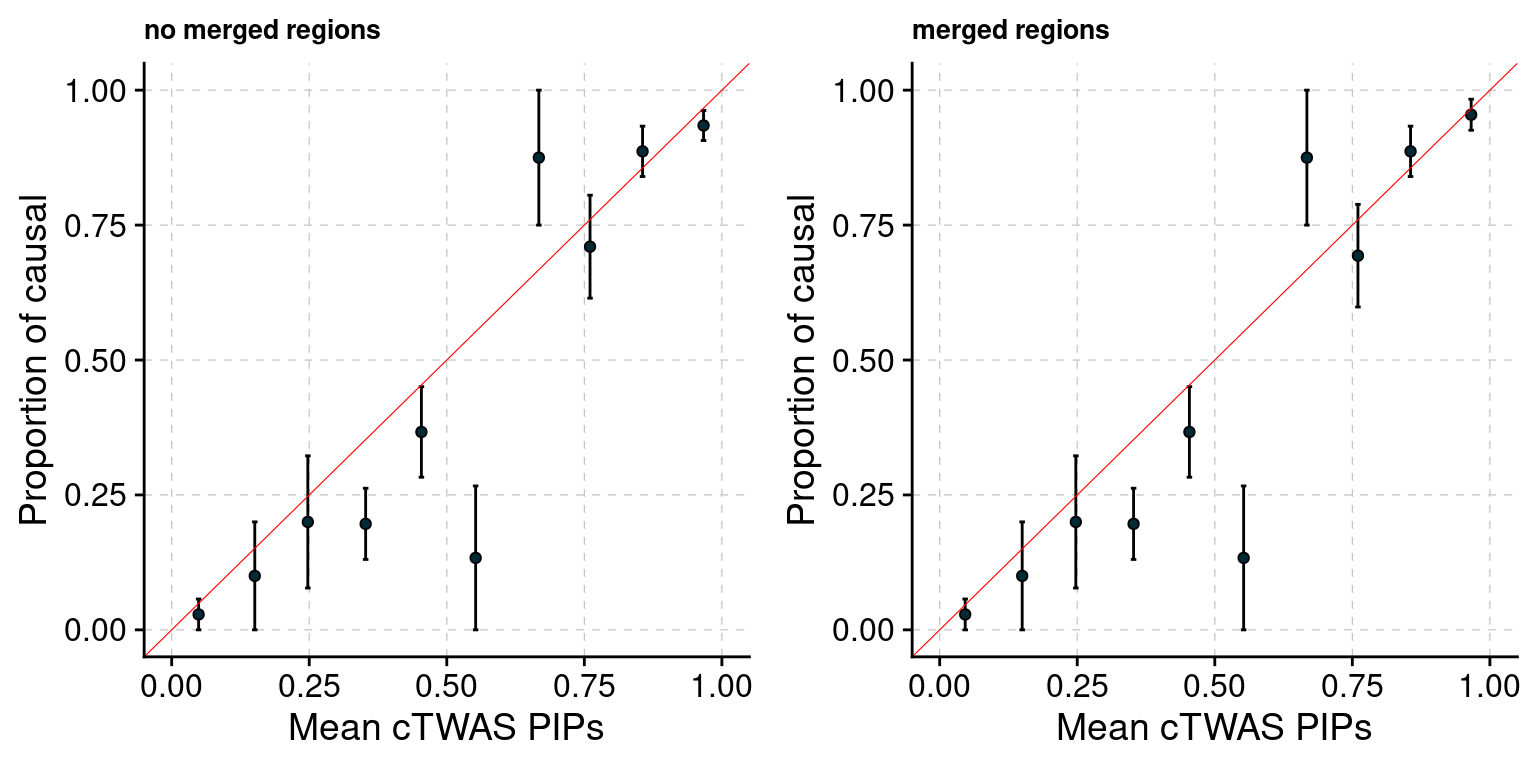 no merged regions
1.00
0.75
0.50
0.25
0.00
Proportion of causal
0.00 0.25 0.50 0.75 1.00
Mean cTWAS PIPs
merged regions
1.00
0.75
0.50
0.25
0.00
Proportion of causal
0.00 0.25 0.50 0.75 1.00
Mean cTWAS PIPs